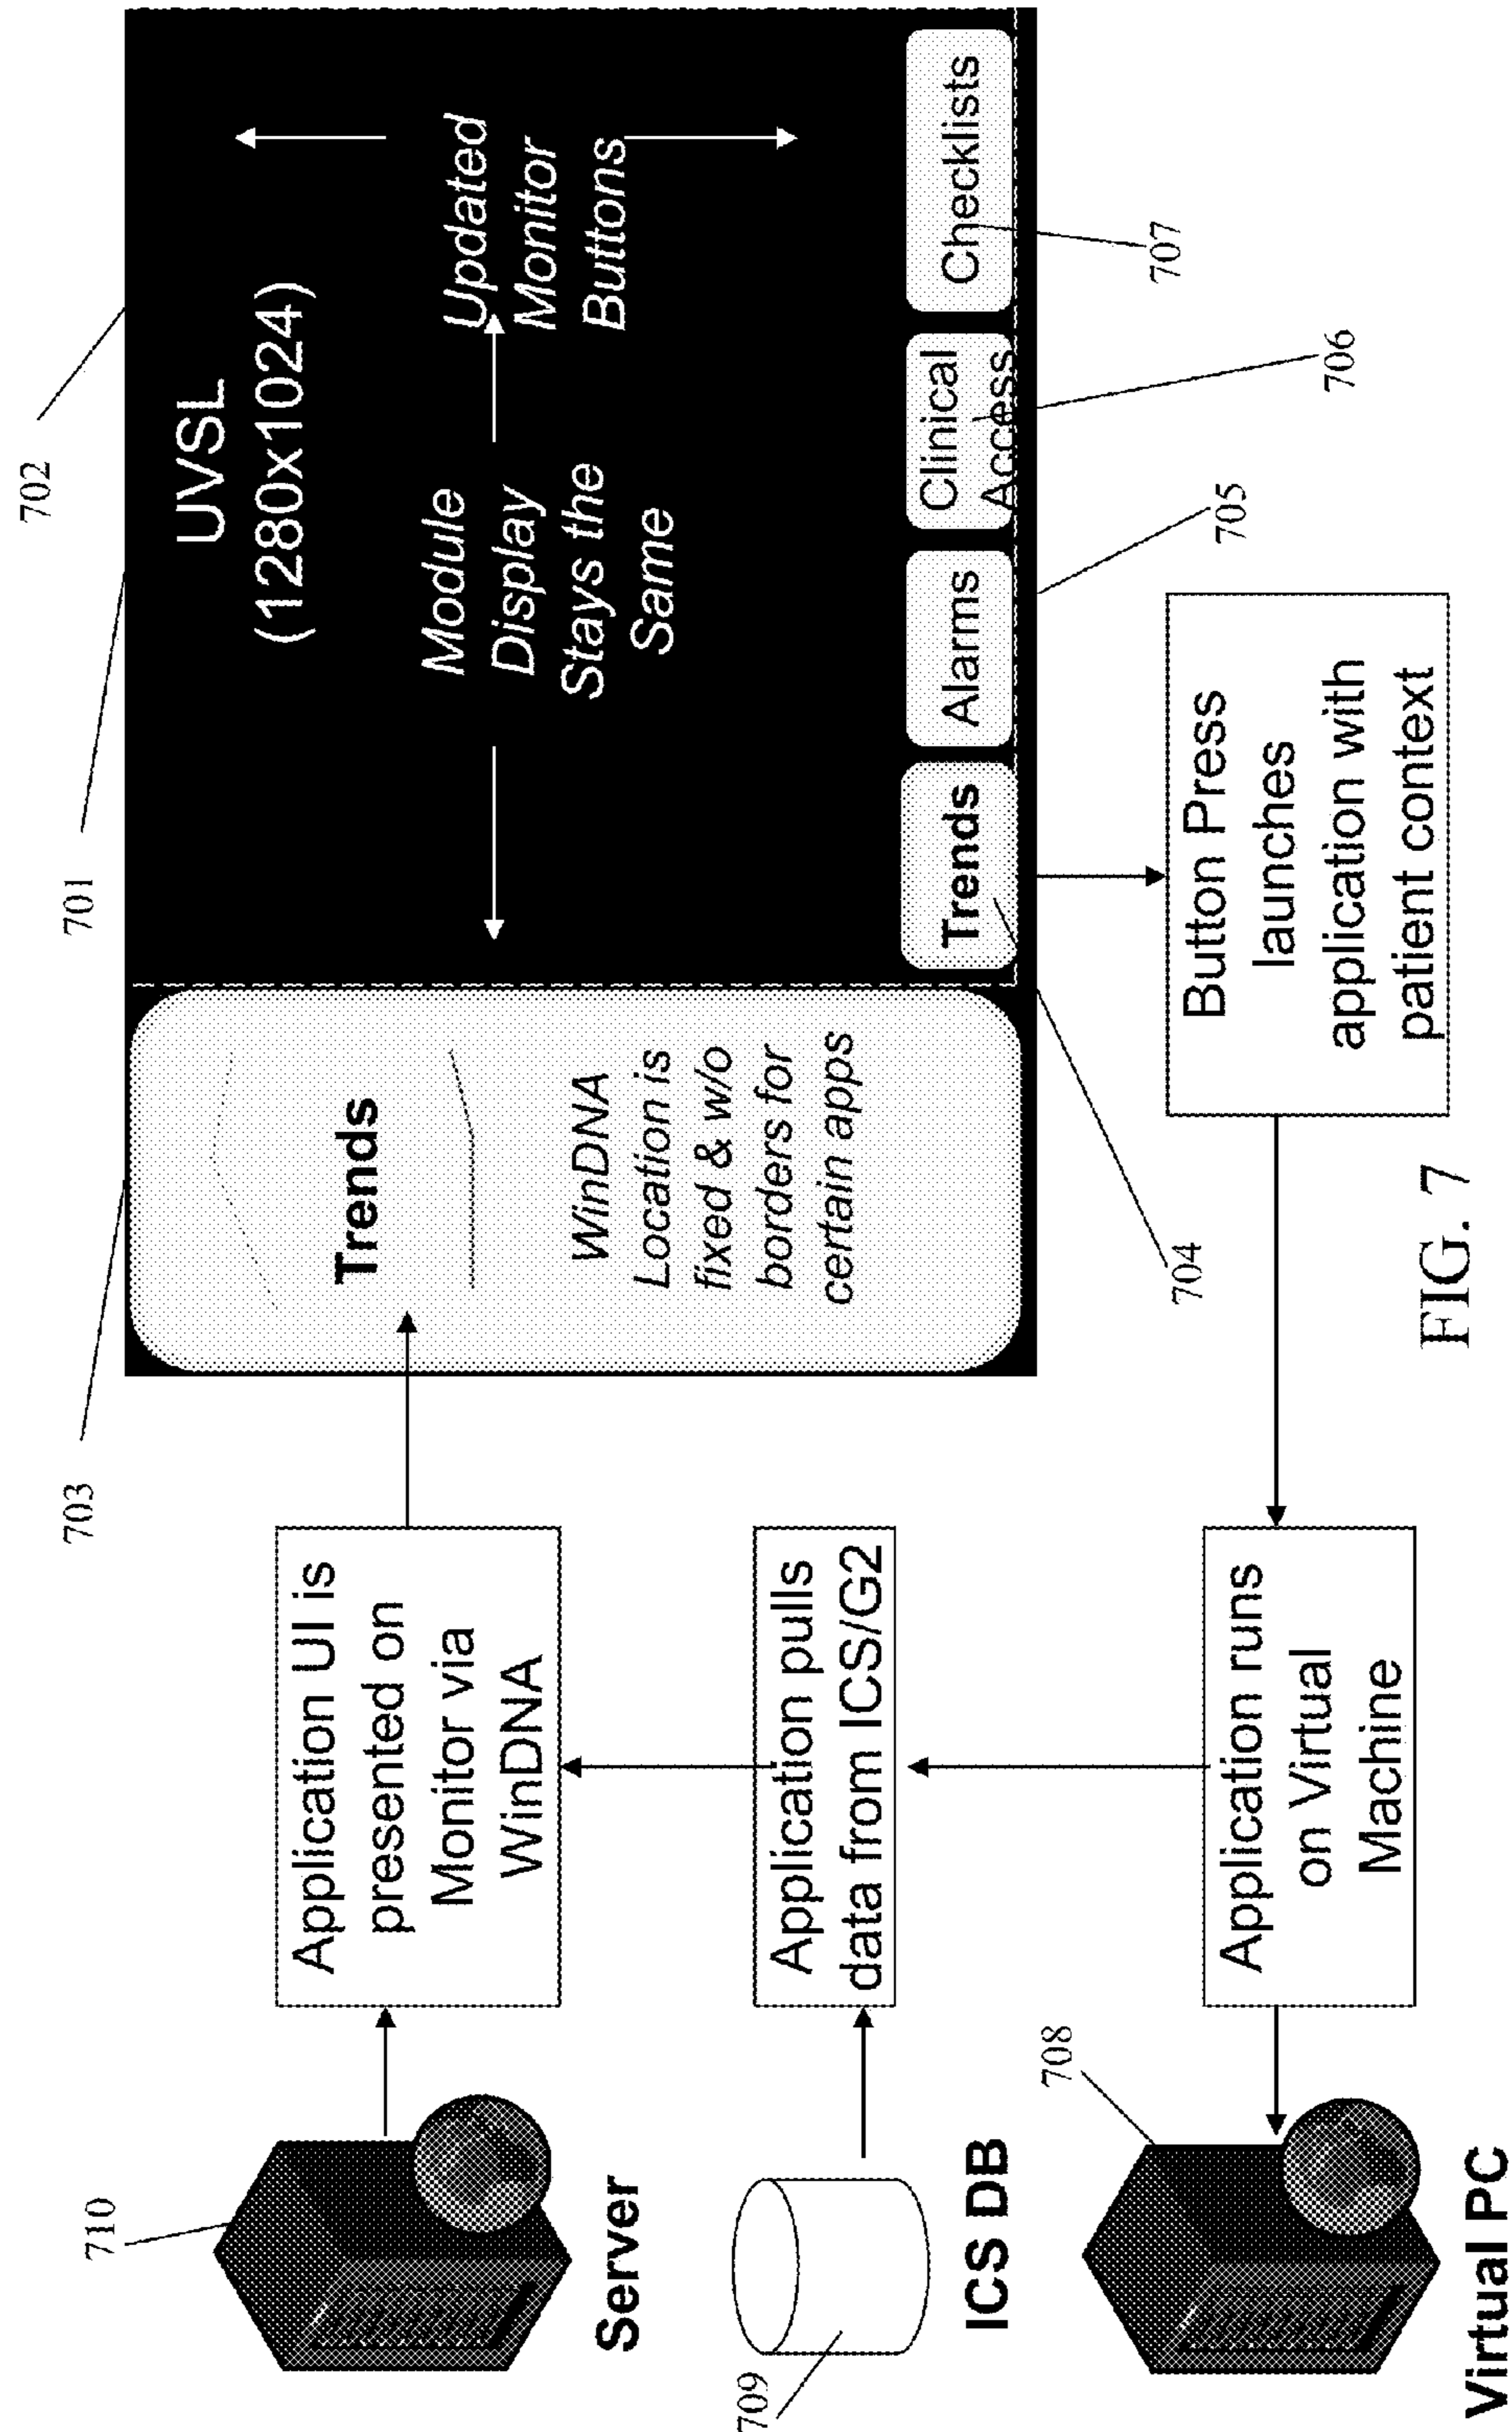 710
Server
709
ICS DB
708
Virtual PC
Application UI is
presented on
Monitor via
WinDNA
Application pulls
data from ICS/G2
Application runs
on Virtual
Machine
703
Trends
WinDNA
Location is
fixed & w/o
borders for
certain apps
701
702
UVSL
(1280x1024)
Module
Display
Stays the
Same
Updated
Monitor
Buttons
Trends
Alarms
Clinical
Access
Checklists
704
705
706
707
Button Press
launches
application with
patient context
FIG. 7